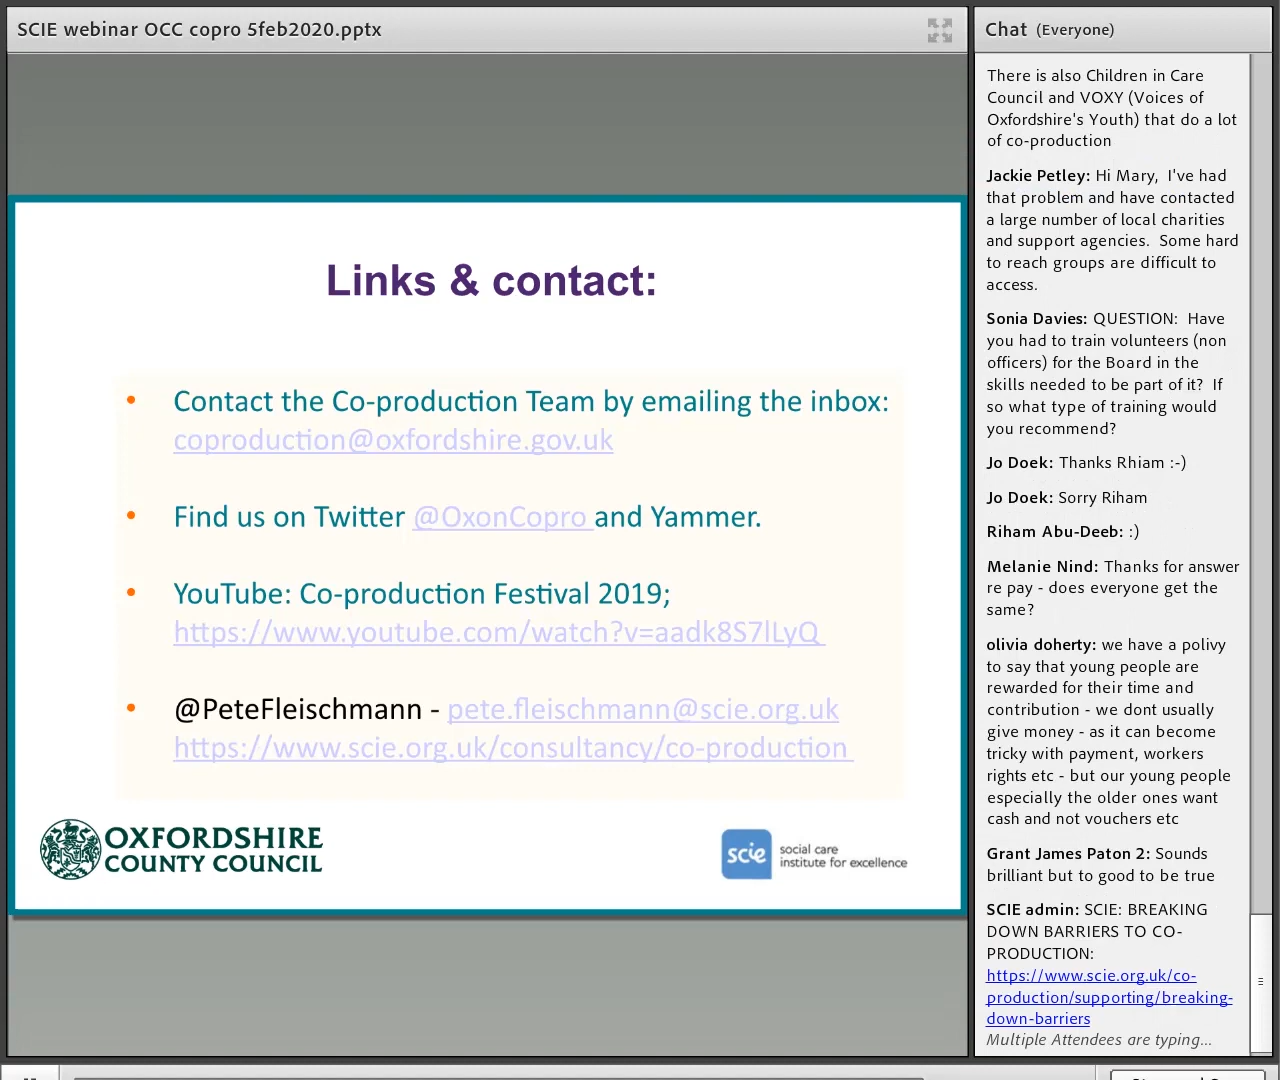 SCIE webinar OCC copro 5feb2020.pptx
Links & contact:
• Contact the Co-production Team by emailing the inbox:
coproduction@oxfordshire.gov.uk
• Find us on Twitter @OxonCopro and Yammer.
• YouTube: Co-production Festival 2019;
https://www.youtube.com/watch?v=aadk8S7lLyQ
• @PeteFleischmann - pete.fleischmann@scie.org.uk
https://www.scie.org.uk/consultancy/co-production
OXFORDSHIRE
COUNTY COUNCIL
scie
social care
institute for excellence
Chat (Everyone)
There is also Children in Care
Council and VOXY (Voices of
Oxfordshire's Youth) that do a lot
of co-production
Jackie Petley: Hi Mary, I've had
that problem and have contacted
a large number of local charities
and support agencies. Some hard
to reach groups are difficult to
access.
Sonia Davies: QUESTION: Have
you had to train volunteers (non
officers) for the Board in the
skills needed to be part of it? If
so what type of training would
you recommend?
Jo Doek: Thanks Rhiam :-)
Jo Doek: Sorry Riham
Riham Abu-Deeb: :)
Melanie Nind: Thanks for answer
re pay - does everyone get the
same?
olivia doherty: we have a polivy
to say that young people are
rewarded for their time and
contribution - we dont usually
give money - as it can become
tricky with payment, workers
rights etc - but our young people
especially the older ones want
cash and not vouchers etc
Grant James Paton 2: Sounds
brilliant but to good to be true
SCIE admin: SCIE: BREAKING
DOWN BARRIERS TO CO-
PRODUCTION:
https://www.scie.org.uk/co-
production/supporting/breaking-
down-barriers
Multiple Attendees are typing...